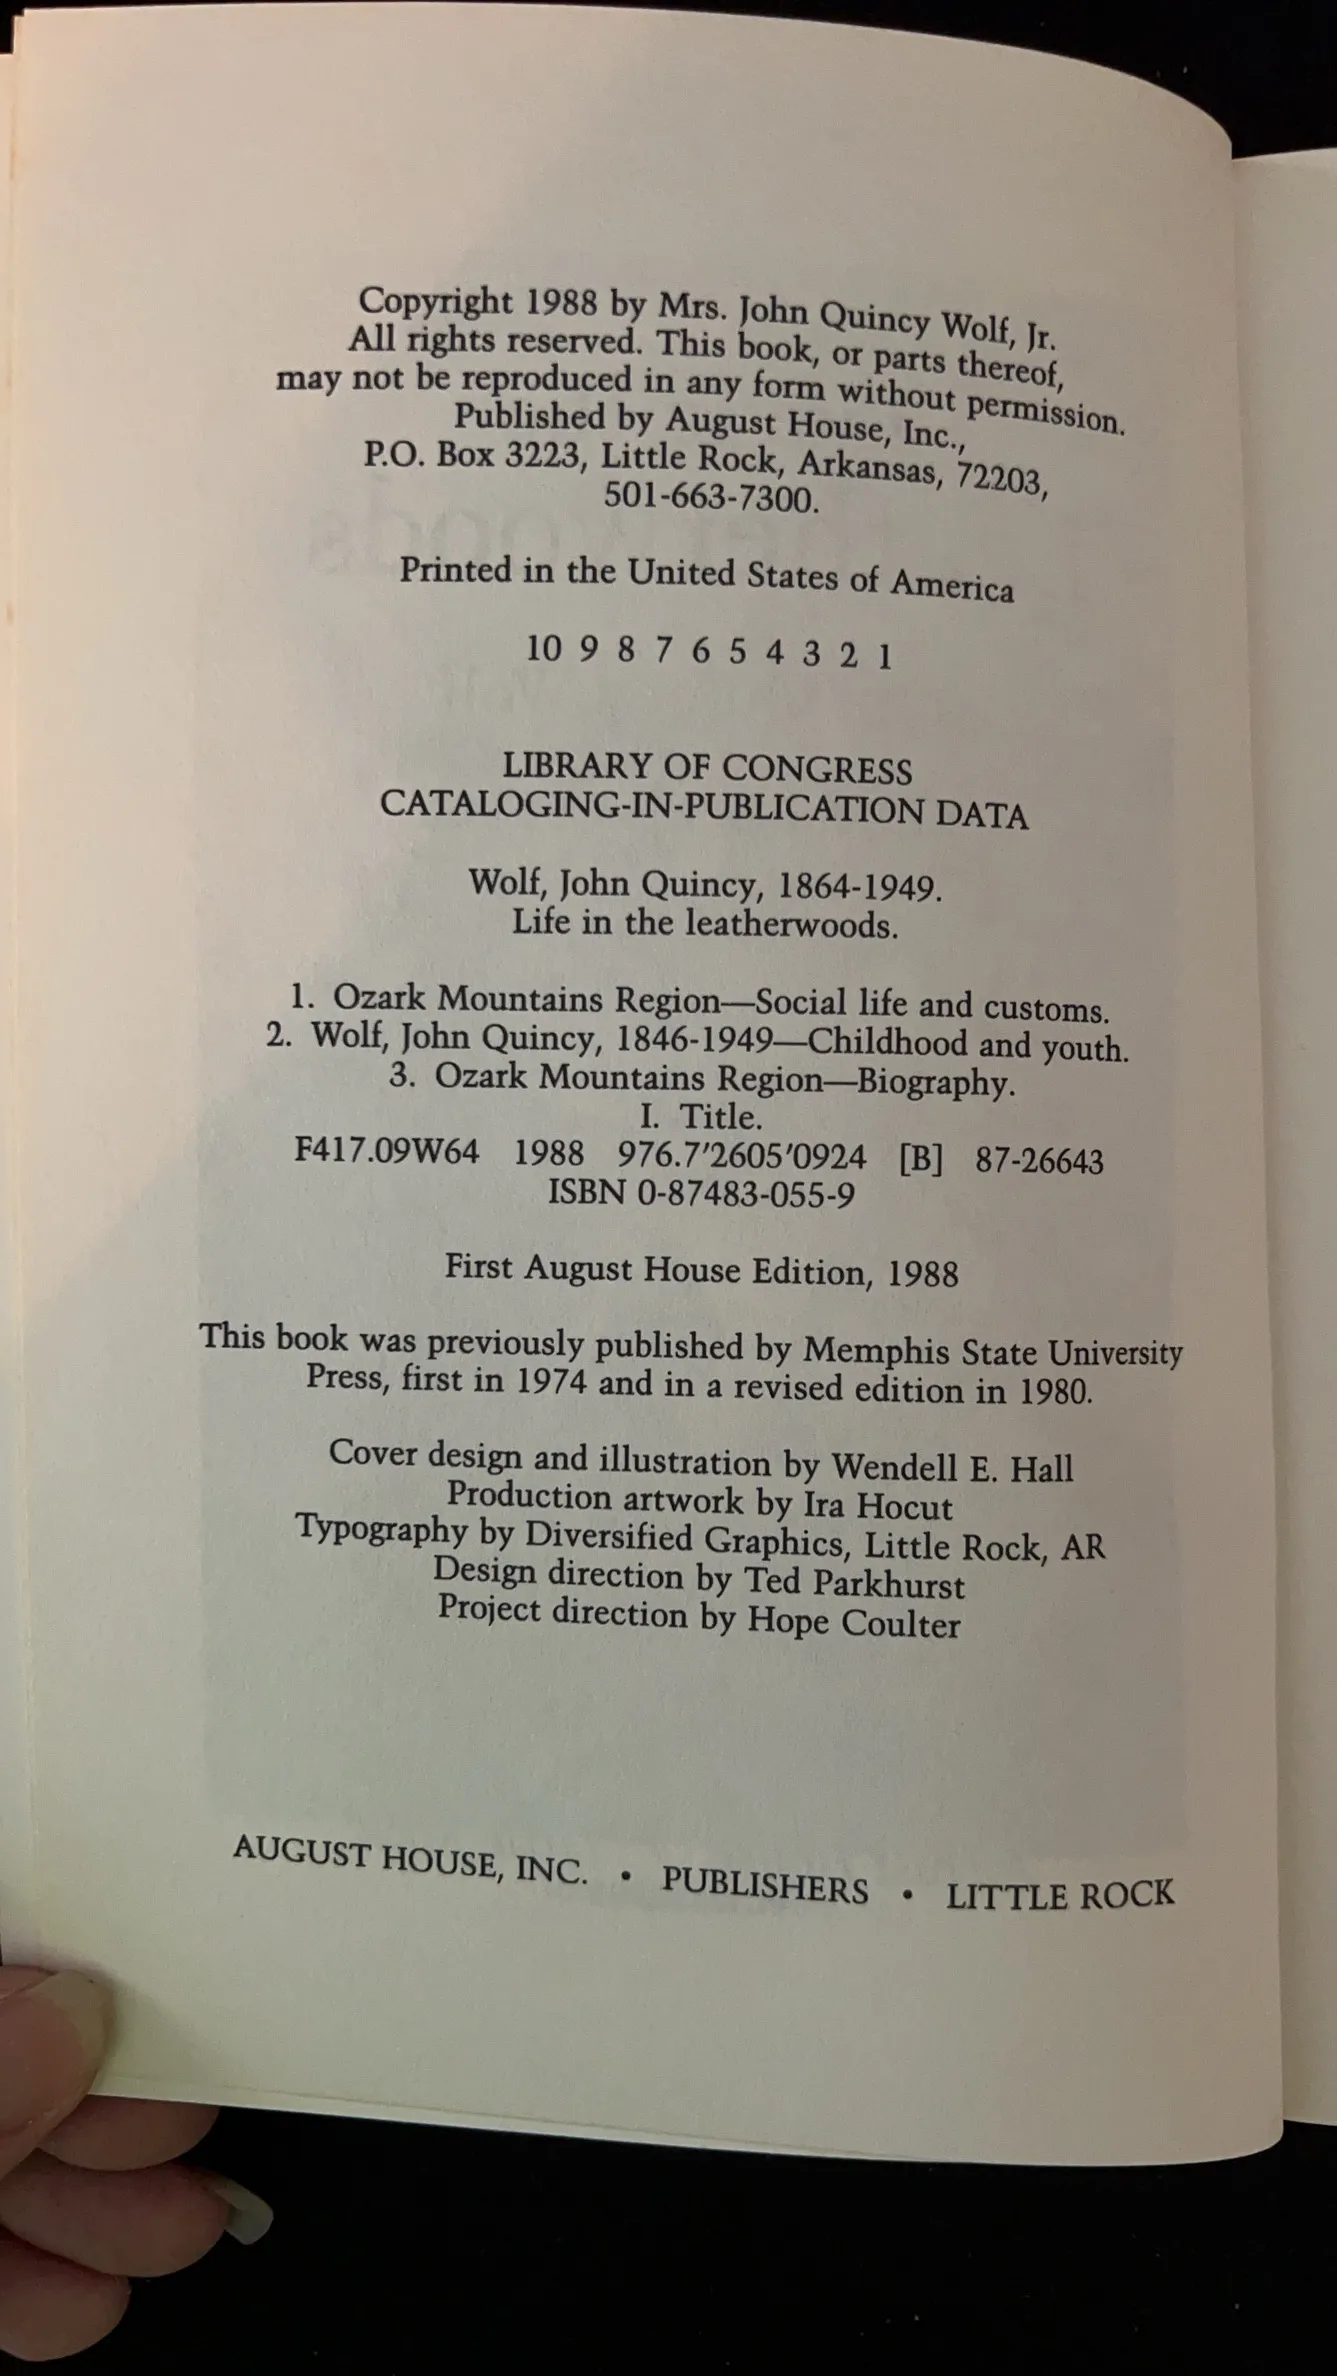 Copyright 1988 by Mrs. John Quincy Wolf, Jr.
All rights reserved. This book, or parts thereof,
may not be reproduced in any form without permission.
Published by August House, Inc.,
P.O. Box 3223, Little Rock, Arkansas, 72203,
501-663-7300.
Printed in the United States of America
10 9 8 7 6 5 4 3 2 1
LIBRARY OF CONGRESS
CATALOGING-IN-PUBLICATION DATA
Wolf, John Quincy, 1864-1949.
Life in the leatherwoods.
1. Ozark Mountains Region—Social life and customs.
2. Wolf, John Quincy, 1846-1949—Childhood and youth.
3. Ozark Mountains Region—Biography.
I. Title.
F417.09W64 1988 976.7'2605'0924 [B] 87-26643
ISBN 0-87483-055-9
First August House Edition, 1988
This book was previously published by Memphis State University
Press, first in 1974 and in a revised edition in 1980.
Cover design and illustration by Wendell E. Hall
Production artwork by Ira Hocut
Typography by Diversified Graphics, Little Rock, AR
Design direction by Ted Parkhurst
Project direction by Hope Coulter
AUGUST HOUSE, INC. • PUBLISHERS • LITTLE ROCK